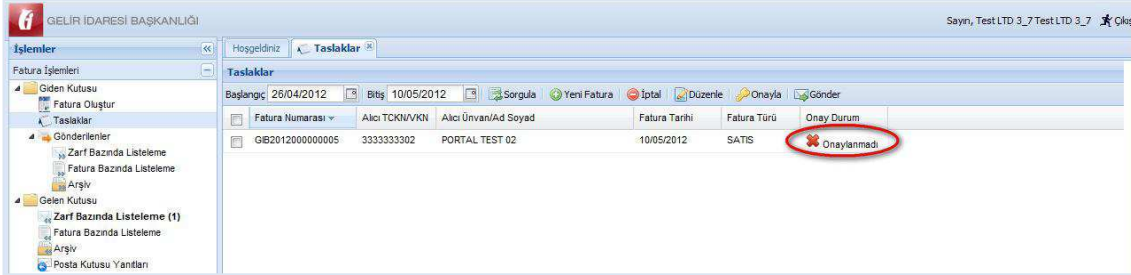 GELİR İDARESİ BAŞKANLIĞI
Sayın, Test LTD 3_7 Test LTD 3_7 Çıkış
İşlemler
Fatura İşlemleri
Giden Kutusu
Fatura Oluştur
Taslaklar
Gönderilenler
Zarf Bazında Listeleme
Fatura Bazında Listeleme
Arşiv
Gelen Kutusu
Zarf Bazında Listeleme (1)
Fatura Bazında Listeleme
Arşiv
Posta Kutusu Yanıtları
Hoşgeldiniz Taslaklar
Taslaklar
Başlangıç 26/04/2012 Bitiş 10/05/2012 Sorgula Yeni Fatura İptal Düzenle Onayla Gönder
Fatura Numarası Alıcı TCKN/VKN Alıcı Ünvan/Ad Soyad Fatura Tarihi Fatura Türü Onay Durum
GIB2012000000005 3333333302 PORTAL TEST 02 10/05/2012 SATIS Onaylanmadı